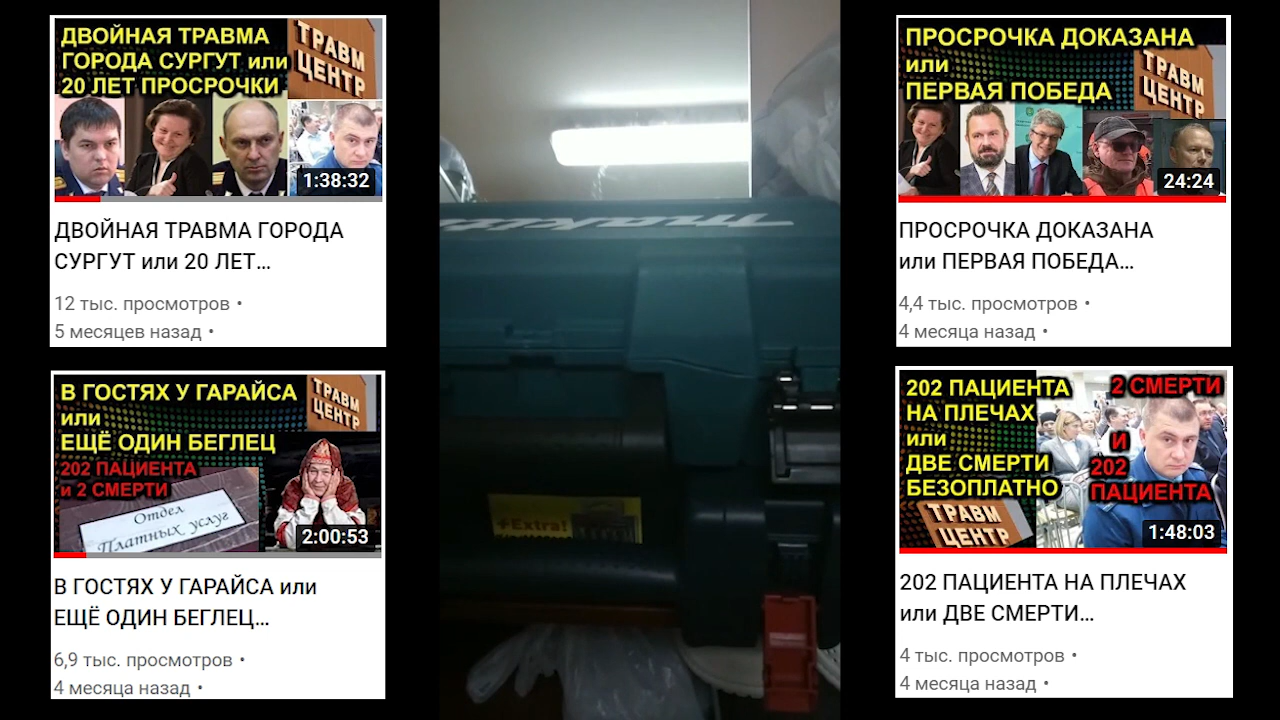 ДВОЙНАЯ ТРАВМА
ГОРОДА СУРГУТ или
20 ЛЕТ ПРОСРОЧКИ
ТРАВМ
ЦЕНТР
1:38:32
ДВОЙНАЯ ТРАВМА ГОРОДА
СУРГУТ или 20 ЛЕТ...
12 тыс. просмотров •
5 месяцев назад •
В ГОСТЯХ У ГАРАЙСА
или
ЕЩЁ ОДИН БЕГЛЕЦ
202 ПАЦИЕНТА
и 2 СМЕРТИ
ТРАВМ
ЦЕНТР
Отдел
Платных услуг
2:00:53
В ГОСТЯХ У ГАРАЙСА или
ЕЩЁ ОДИН БЕГЛЕЦ...
6,9 тыс. просмотров •
4 месяца назад •
makita
+Extra!
ПРОСРОЧКА ДОКАЗАНА
или
ПЕРВАЯ ПОБЕДА
ТРАВМ
ЦЕНТР
24:24
ПРОСРОЧКА ДОКАЗАНА
или ПЕРВАЯ ПОБЕДА...
4,4 тыс. просмотров •
4 месяца назад •
202 ПАЦИЕНТА
НА ПЛЕЧАХ
или
ДВЕ СМЕРТИ
БЕЗОПЛАТНО
2 СМЕРТИ
И
202
ПАЦИЕНТА
ТРАВМ
ЦЕНТР
1:48:03
202 ПАЦИЕНТА НА ПЛЕЧАХ
или ДВЕ СМЕРТИ...
4 тыс. просмотров •
4 месяца назад •